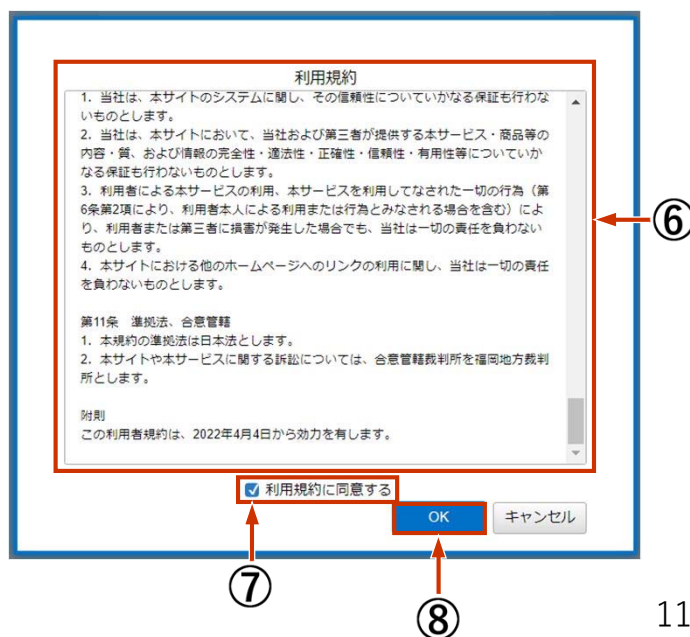 利用規約
1. 当社は、本サイトのシステムに関し、その信頼性についていかなる保証も行わな
いものとします。
2. 当社は、本サイトにおいて、当社および第三者が提供する本サービス・商品等の
内容・質、および情報の完全性・適法性・正確性・信頼性・有用性等についていか
なる保証も行わないものとします。
3. 利用者による本サービスの利用、本サービスを利用してなされた一切の行為（第
6条第2項により、利用者本人による利用または行為とみなされる場合を含む）によ
り、利用者または第三者に損害が発生した場合でも、当社は一切の責任を負わない
ものとします。
4. 本サイトにおける他のホームページへのリンクの利用に関し、当社は一切の責任
を負わないものとします。
第11条　準拠法、合意管轄
1. 本規約の準拠法は日本法とします。
2. 本サイトや本サービスに関する訴訟については、合意管轄裁判所を福岡地方裁判
所とします。
附則
この利用者規約は、2022年4月4日から効力を有します。
⑥
利用規約に同意する
OK キャンセル
⑦
⑧
11